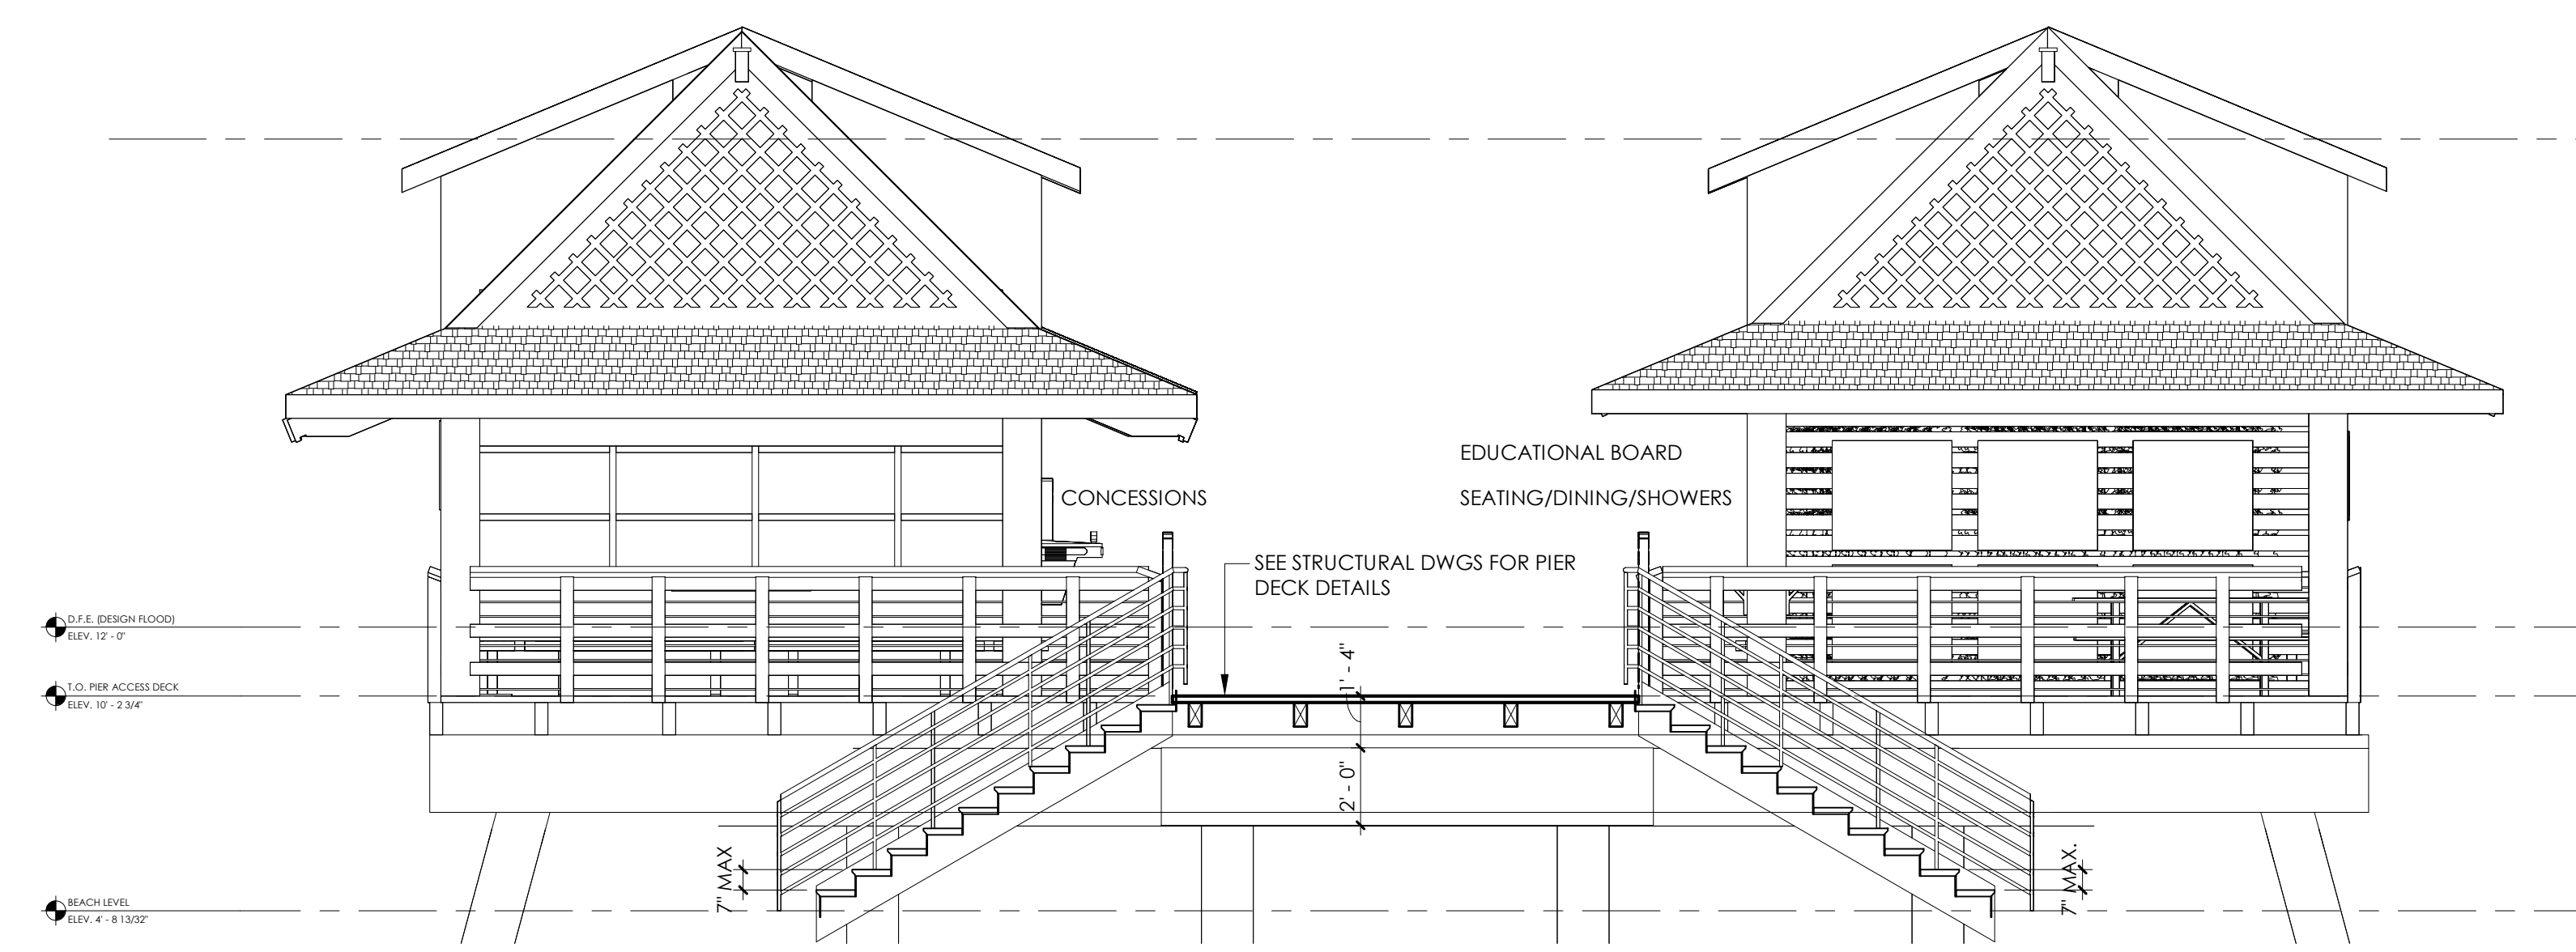 EDUCATIONAL BOARD
CONCESSIONS
SEATING/DINING/SHOWERS
SEE STRUCTURAL DWGS FOR PIER
DECK DETAILS
D.F.E. (DESIGN FLOOD)
ELEV. 12' - 0"
1' - 4"
T.O. PIER ACCESS DECK
ELEV. 10' - 2 3/4"
2' - 0"
7" MAX
7" MAX.
BEACH LEVEL
ELEV. 4' - 8 13/32"